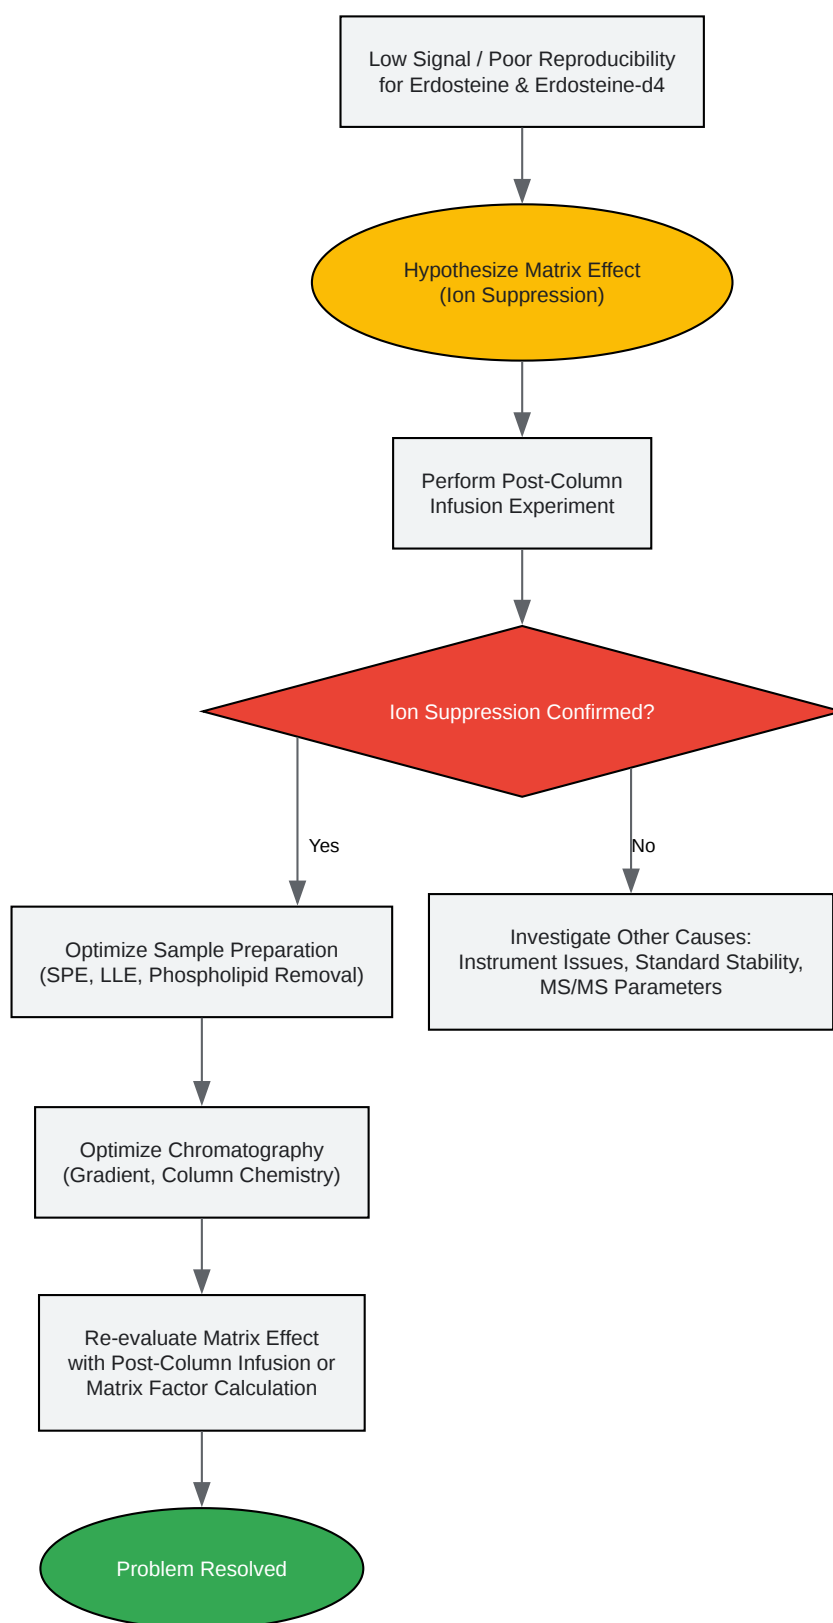 Low Signal / Poor Reproducibility
for Erdosteine & Erdosteine-d4
Hypothesize Matrix Effect
(Ion Suppression)
Perform Post-Column
Infusion Experiment
Ion Suppression Confirmed?
Yes
No
Optimize Sample Preparation
(SPE, LLE, Phospholipid Removal)
Investigate Other Causes:
Instrument Issues, Standard Stability,
MS/MS Parameters
Optimize Chromatography
(Gradient, Column Chemistry)
Re-evaluate Matrix Effect
with Post-Column Infusion or
Matrix Factor Calculation
Problem Resolved